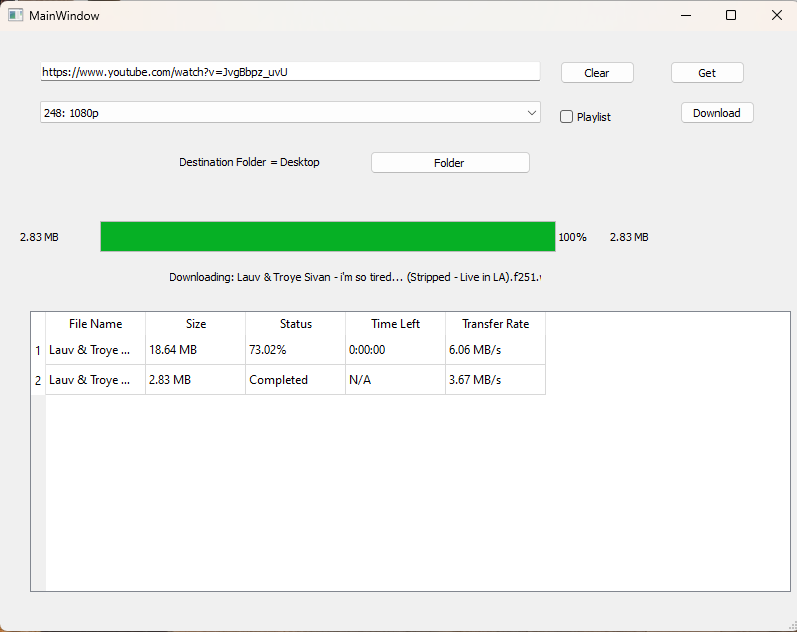 MainWindow
https://www.youtube.com/watch?v=JvgBbpz_uvU Clear Get
248: 1080p Playlist Download
Destination Folder = Desktop Folder
2.83 MB 100% 2.83 MB
Downloading: Lauv & Troye Sivan - i'm so tired... (Stripped - Live in LA).f251.
File Name Size Status Time Left Transfer Rate
1 Lauv & Troye ... 18.64 MB 73.02% 0:00:00 6.06 MB/s
2 Lauv & Troye ... 2.83 MB Completed N/A 3.67 MB/s